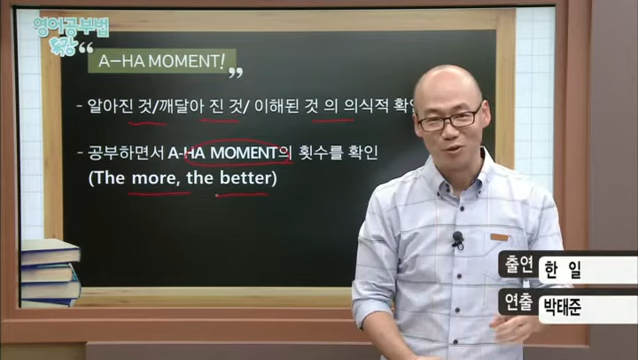 영어공부법
특강
"A-HA MOMENT!"
- 알아진 것/깨달아 진 것/ 이해된 것 의 의식적 확인
- 공부하면서 A-HA MOMENT의 횟수를 확인
(The more, the better)
출연 한 일
연출 박태준